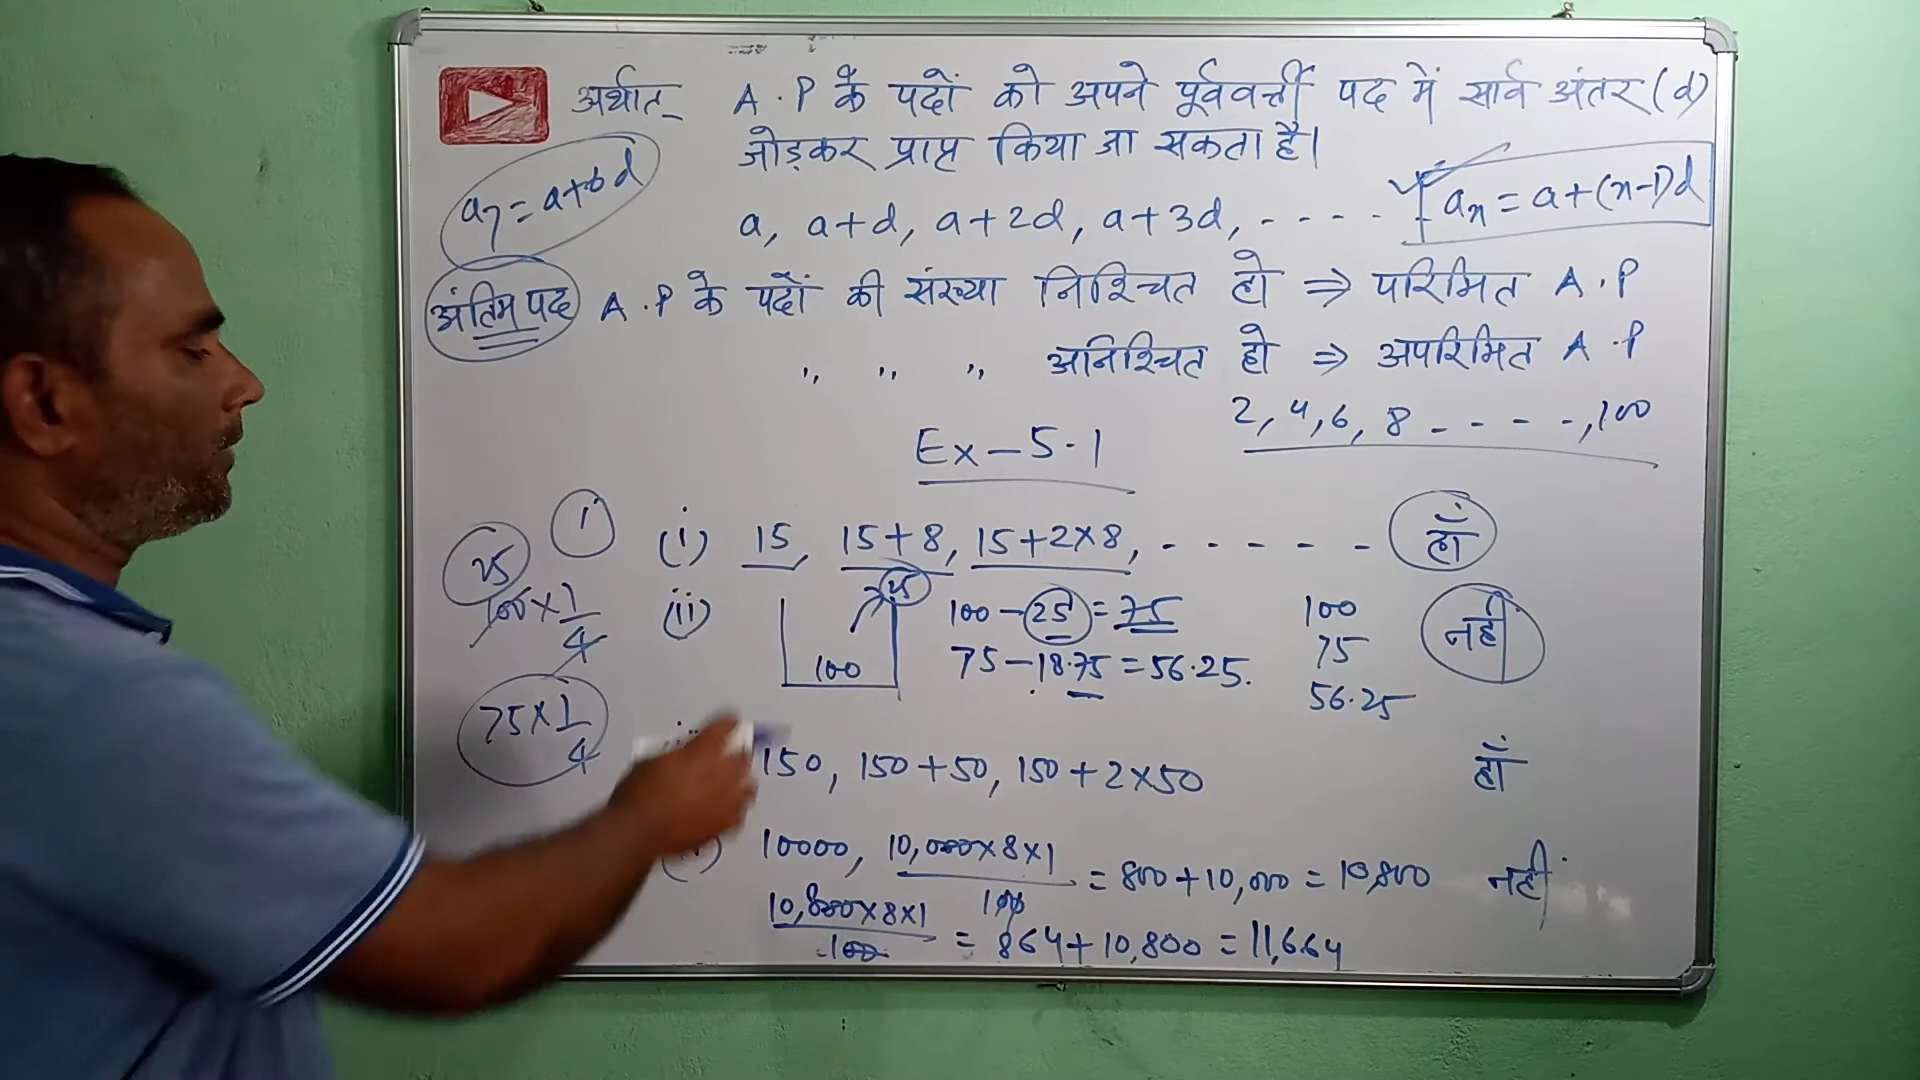 अर्थात- A.P के पदों को अपने पूर्ववर्ती पद में सार्व अंतर (d)
जोड़कर प्राप्त किया जा सकता है।
a7 = a+6d
a, a+d, a+2d, a+3d, - - - -
an = a+(n-1)d
अंतिम पद
A.P के पदों की संख्या निश्चित हो ⇒ परिमित A.P
,, ,, ,, अनिश्चित हो ⇒ अपरिमित A.P
2, 4, 6, 8 - - - - -, 100
Ex-5.1
1 (i) 15, 15+8, 15+2×8, - - - - - हाँ
25
100×1/4
(ii) 100 25 100-25=75 100 नहीं
75-18.75=56.25. 75
56.25
75×1/4
150, 150+50, 150+2×50 हाँ
10000, 10,000×8×1/100 = 800+10,000 = 10,800 नहीं
10,800×8×1/100 = 864+10,800 = 11,664